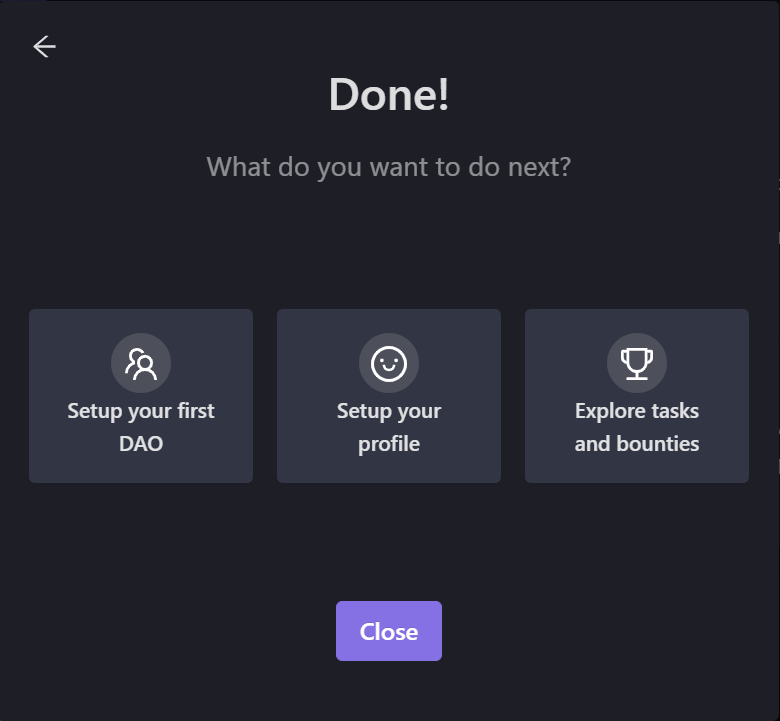 Done!
What do you want to do next?
Setup your first
DAO
Setup your
profile
Explore tasks
and bounties
Close